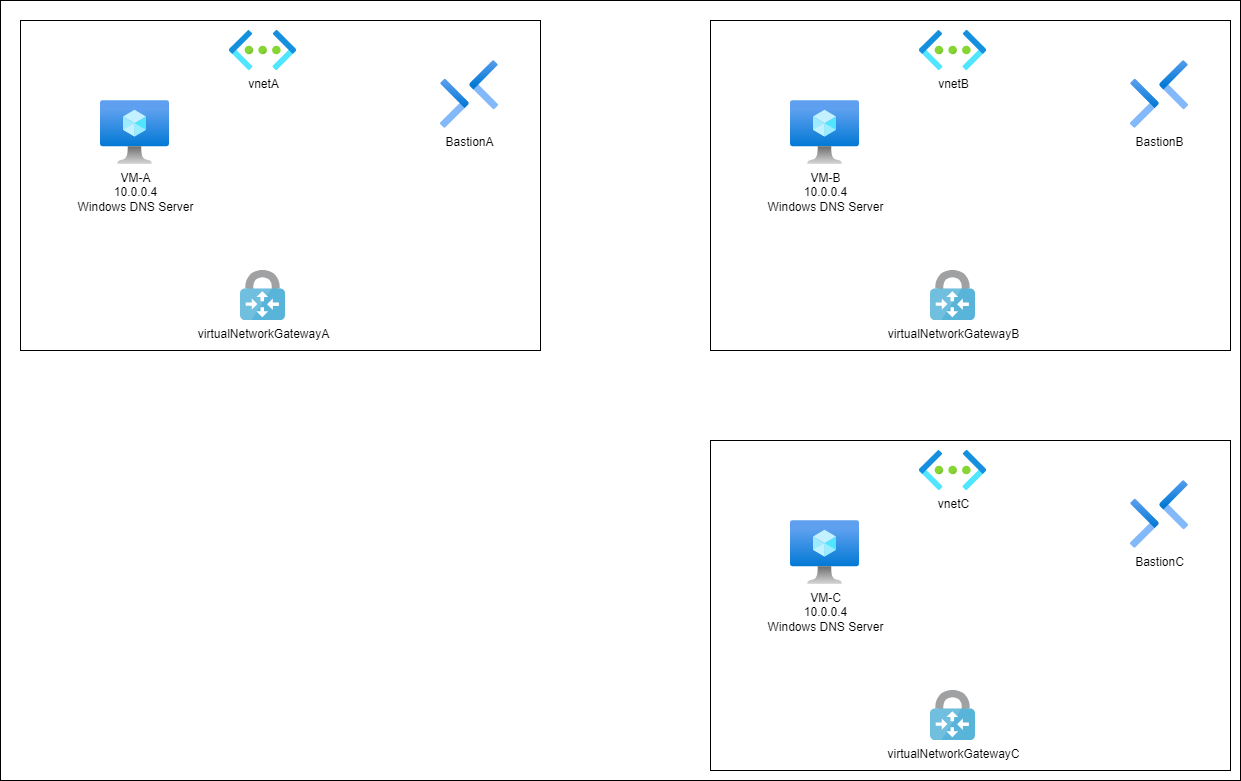 vnetA
BastionA
VM-A
10.0.0.4
Windows DNS Server
virtualNetworkGatewayA
vnetB
BastionB
VM-B
10.0.0.4
Windows DNS Server
virtualNetworkGatewayB
vnetC
BastionC
VM-C
10.0.0.4
Windows DNS Server
virtualNetworkGatewayC